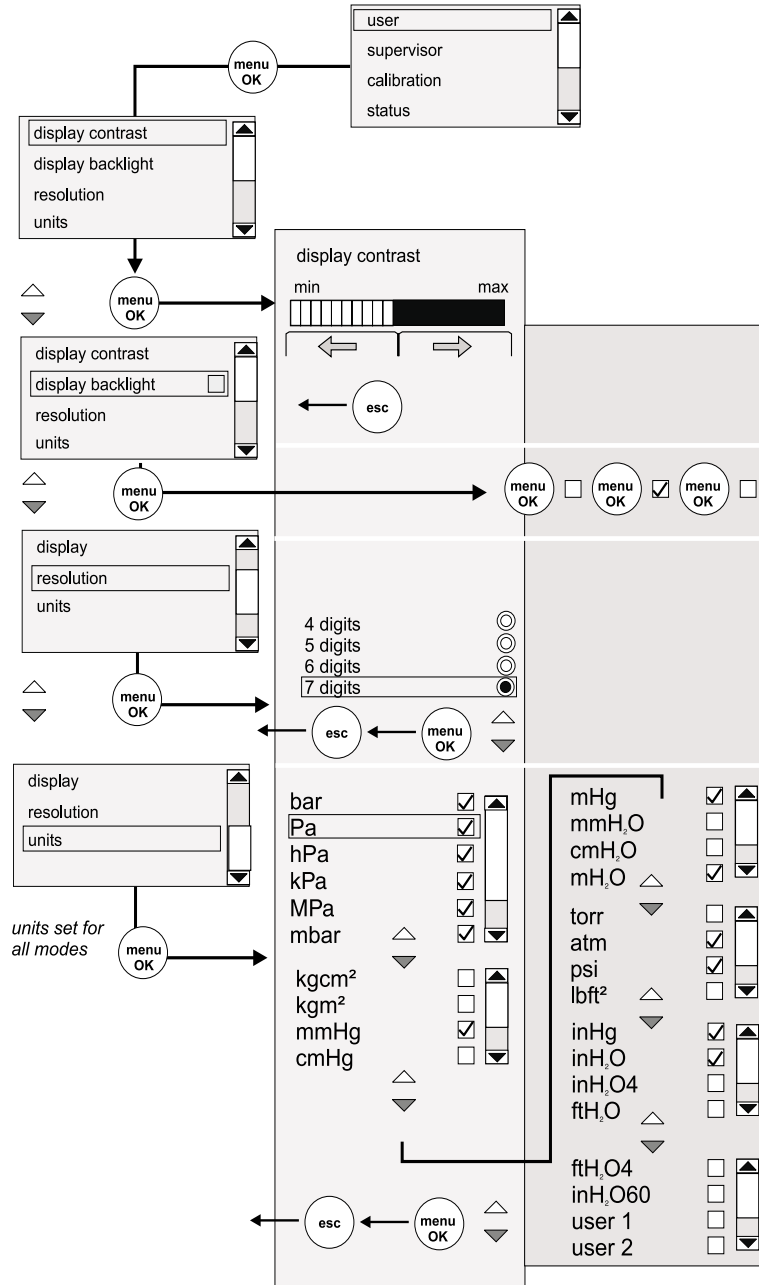 user
supervisor
calibration
status
menu
OK
display contrast
display backlight
resolution
units
menu
OK
display contrast
min max
esc
display contrast
display backlight
resolution
units
menu
OK
menu
OK
menu
OK
menu
OK
display
resolution
units
menu
OK
4 digits
5 digits
6 digits
7 digits
esc
menu
OK
display
resolution
units
units set for
all modes
menu
OK
bar
Pa
hPa
kPa
MPa
mbar
kgcm²
kgm²
mmHg
cmHg
mHg
mmH₂O
cmH₂O
mH₂O
torr
atm
psi
lbft²
inHg
inH₂O
inH₂O4
ftH₂O
ftH₂O4
inH₂O60
user 1
user 2
esc
menu
OK